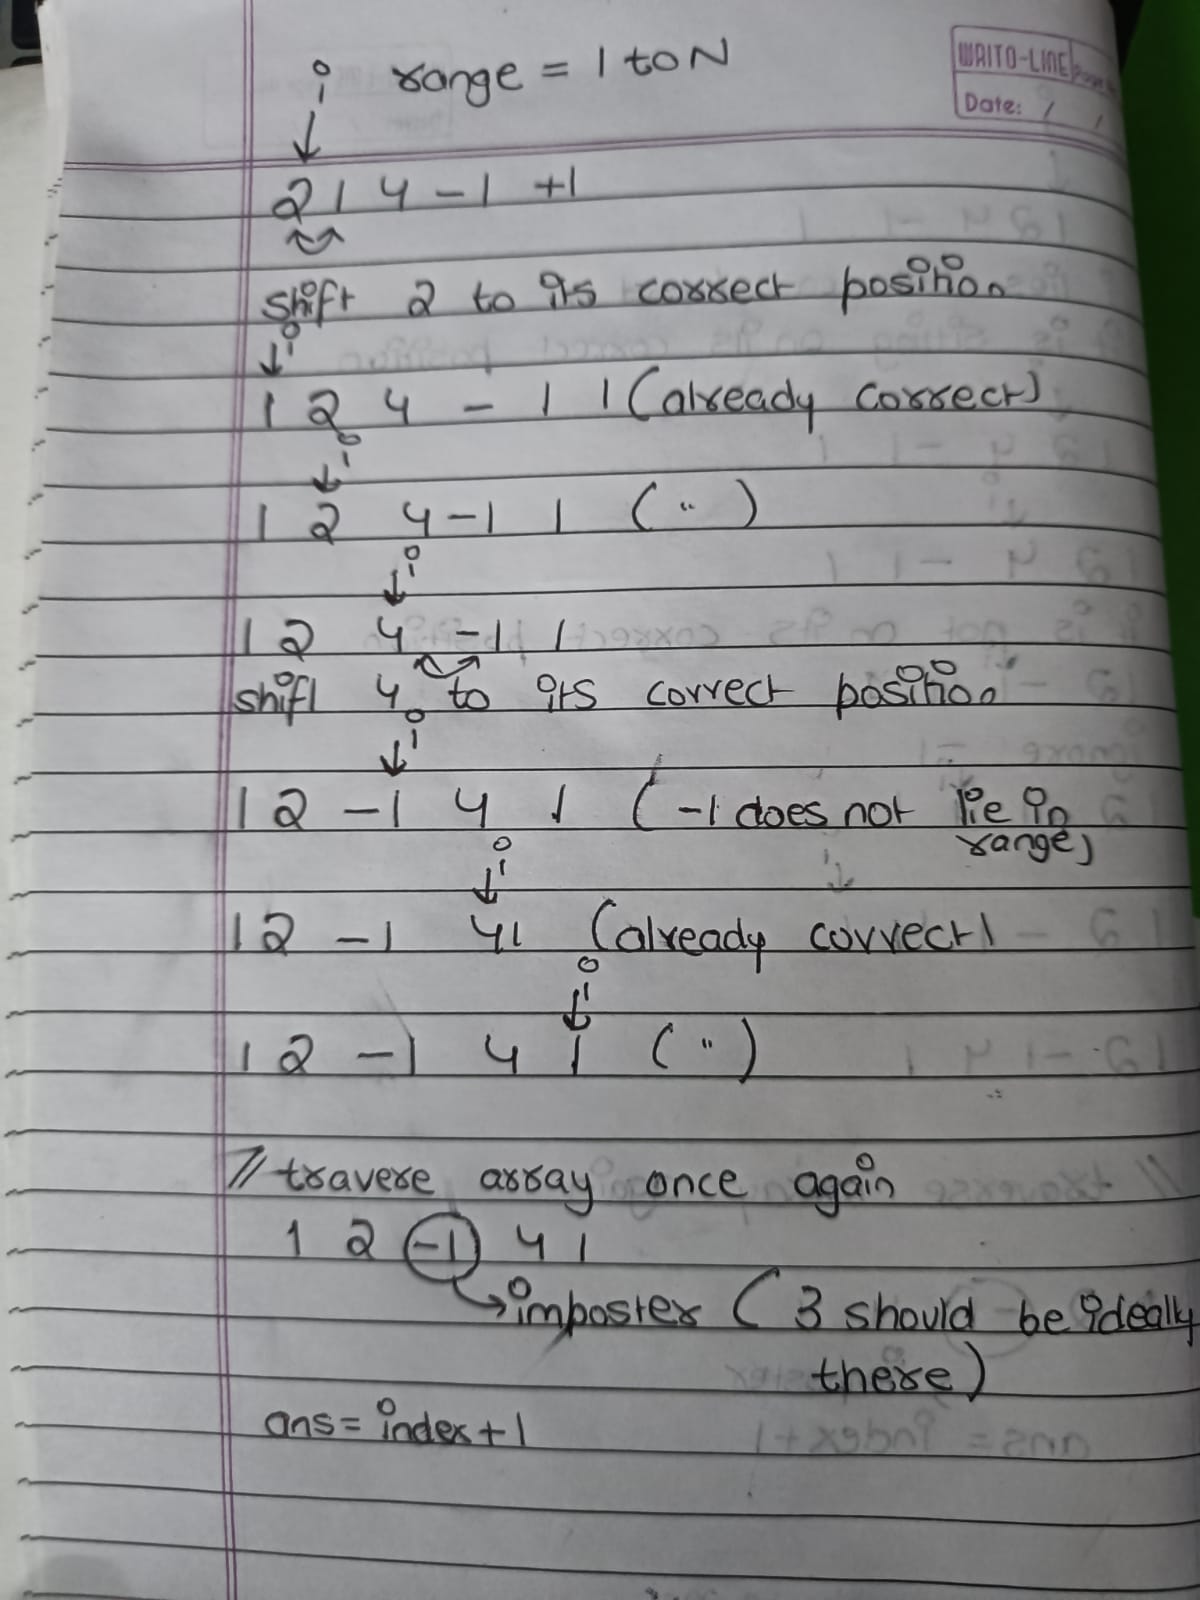 i range = 1 to N
WRITO-LINE
Date: / /
2 1 4 -1 +1
shift 2 to its correct position
i
1 2 4 -1 1 (already correct)
i
1 2 4 -1 1 ( " )
i
1 2 4 -1 1
shift 4 to its correct position
i
1 2 -1 4 1 (-1 does not lie in
range)
i
1 2 -1 4 1 (already correct)
i
1 2 -1 4 1 ( " )
// travere array once again
1 2 -1 4 1
imposter ( 3 should be ideally
there)
ans = index + 1